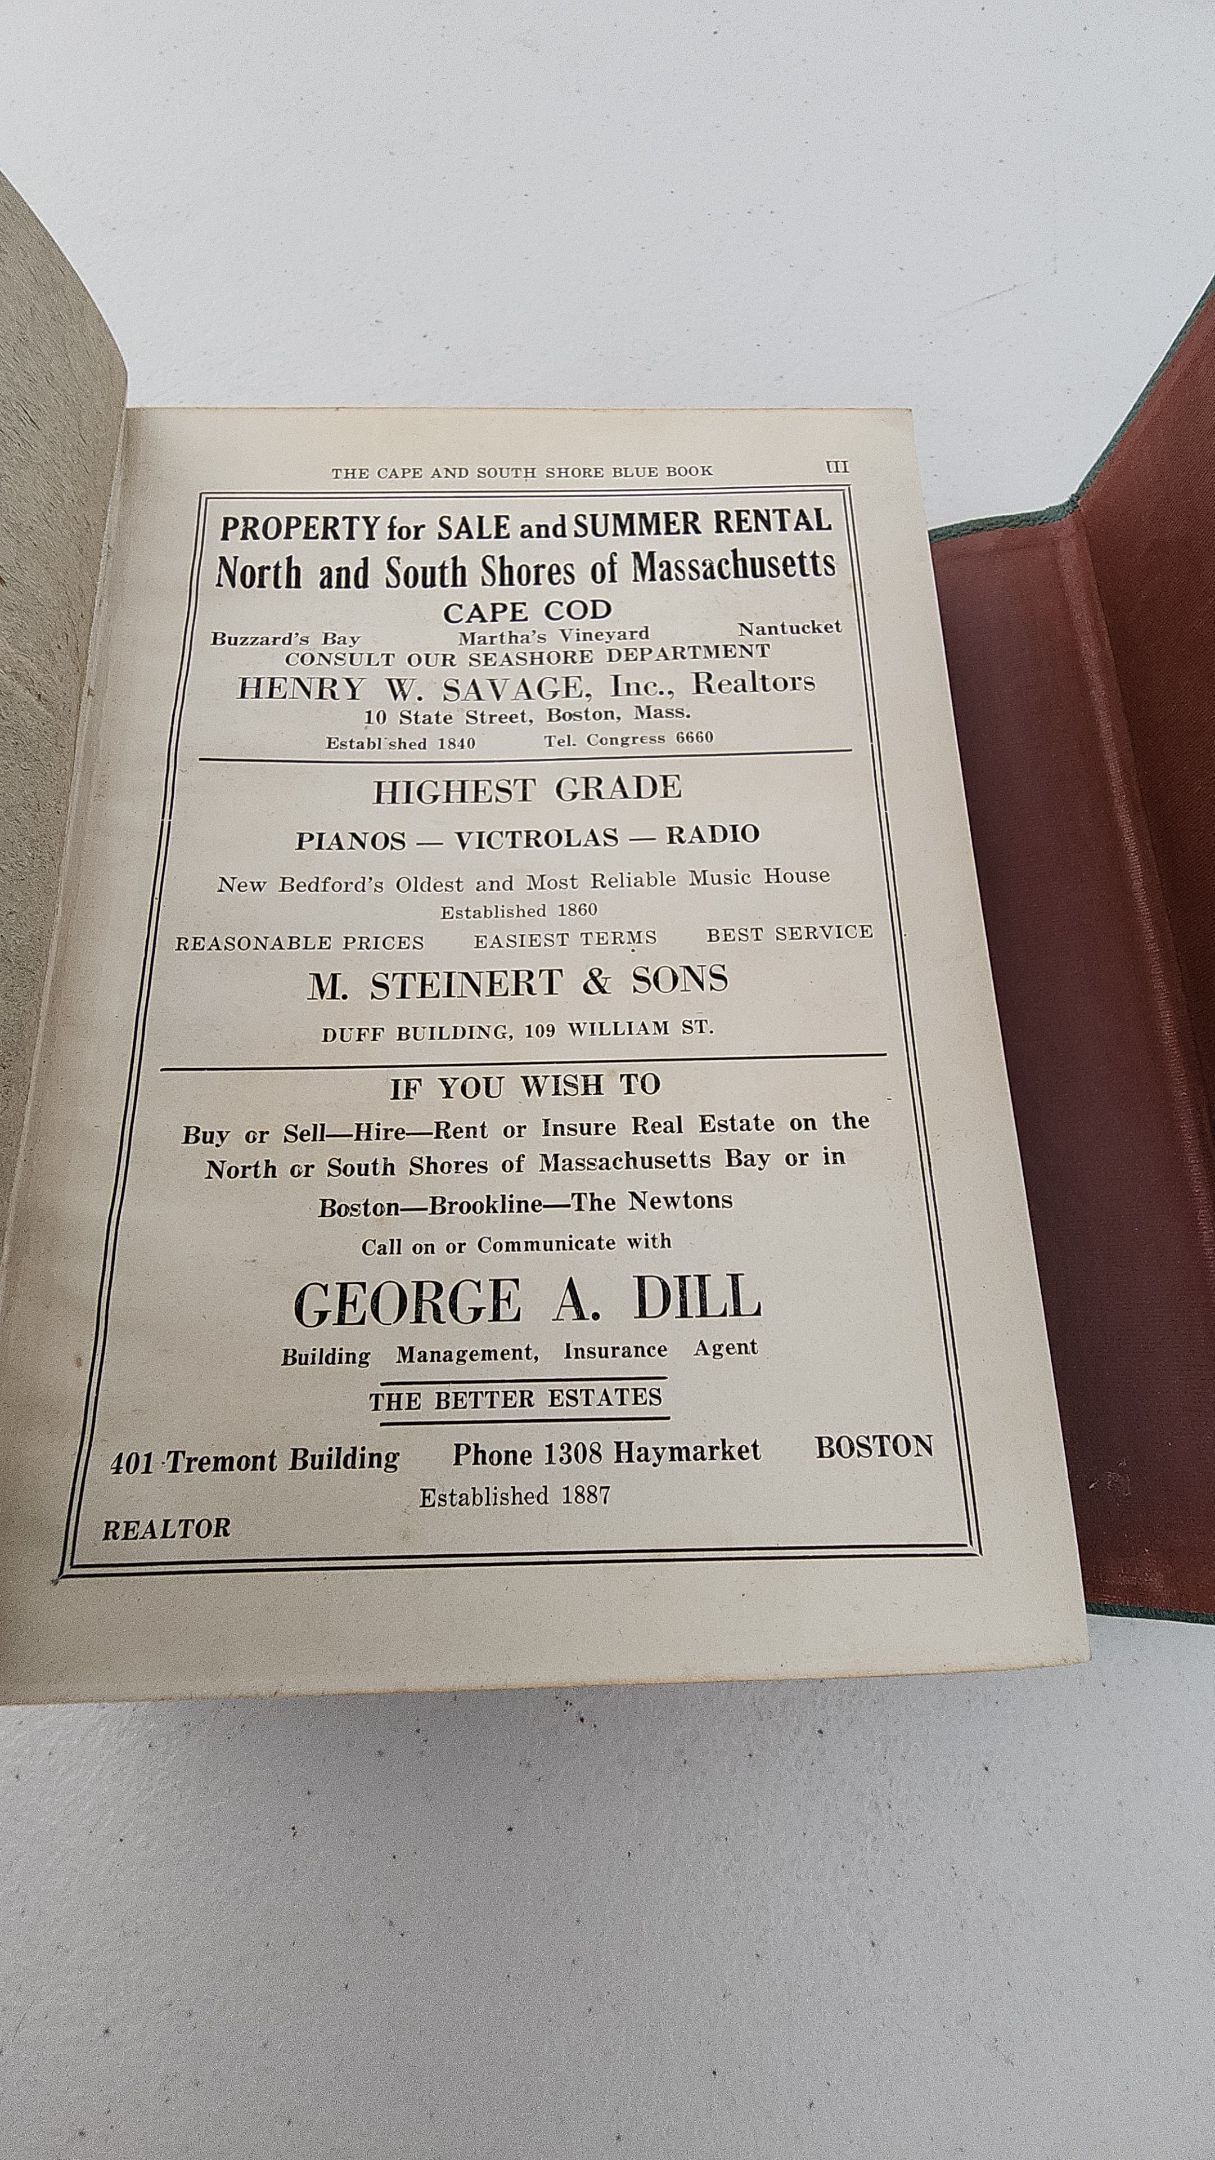 THE CAPE AND SOUTH SHORE BLUE BOOK III
PROPERTY for SALE and SUMMER RENTAL
North and South Shores of Massachusetts
CAPE COD
Buzzard's Bay Martha's Vineyard Nantucket
CONSULT OUR SEASHORE DEPARTMENT
HENRY W. SAVAGE, Inc., Realtors
10 State Street, Boston, Mass.
Establ'shed 1840 Tel. Congress 6660
HIGHEST GRADE
PIANOS — VICTROLAS — RADIO
New Bedford's Oldest and Most Reliable Music House
Established 1860
REASONABLE PRICES EASIEST TERMS BEST SERVICE
M. STEINERT & SONS
DUFF BUILDING, 109 WILLIAM ST.
IF YOU WISH TO
Buy or Sell—Hire—Rent or Insure Real Estate on the
North or South Shores of Massachusetts Bay or in
Boston—Brookline—The Newtons
Call on or Communicate with
GEORGE A. DILL
Building Management, Insurance Agent
THE BETTER ESTATES
401 Tremont Building Phone 1308 Haymarket BOSTON
Established 1887
REALTOR